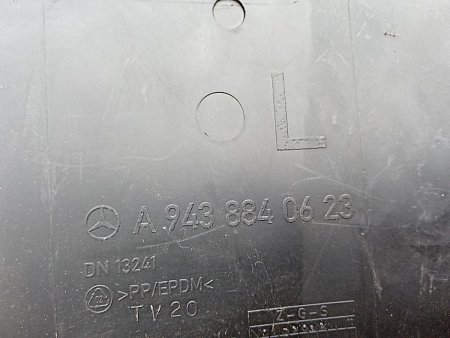 L
A 943 884 06 23
DN 13241
>PP/EPDM<
TV20
Z-G-S